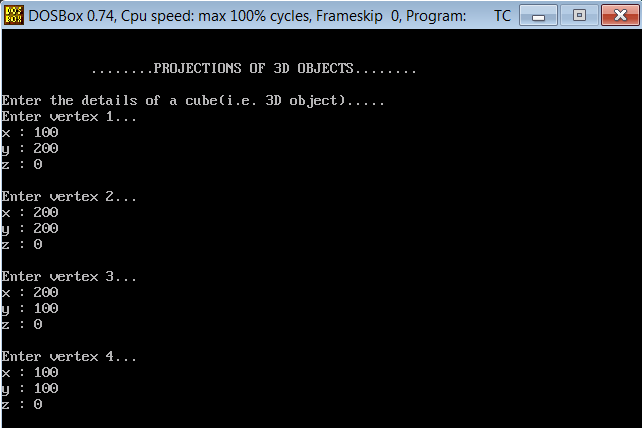 DOS BOX
DOSBox 0.74, Cpu speed: max 100% cycles, Frameskip 0, Program: TC
........PROJECTIONS OF 3D OBJECTS........
Enter the details of a cube(i.e. 3D object).....
Enter vertex 1...
x : 100
y : 200
z : 0
Enter vertex 2...
x : 200
y : 200
z : 0
Enter vertex 3...
x : 200
y : 100
z : 0
Enter vertex 4...
x : 100
y : 100
z : 0